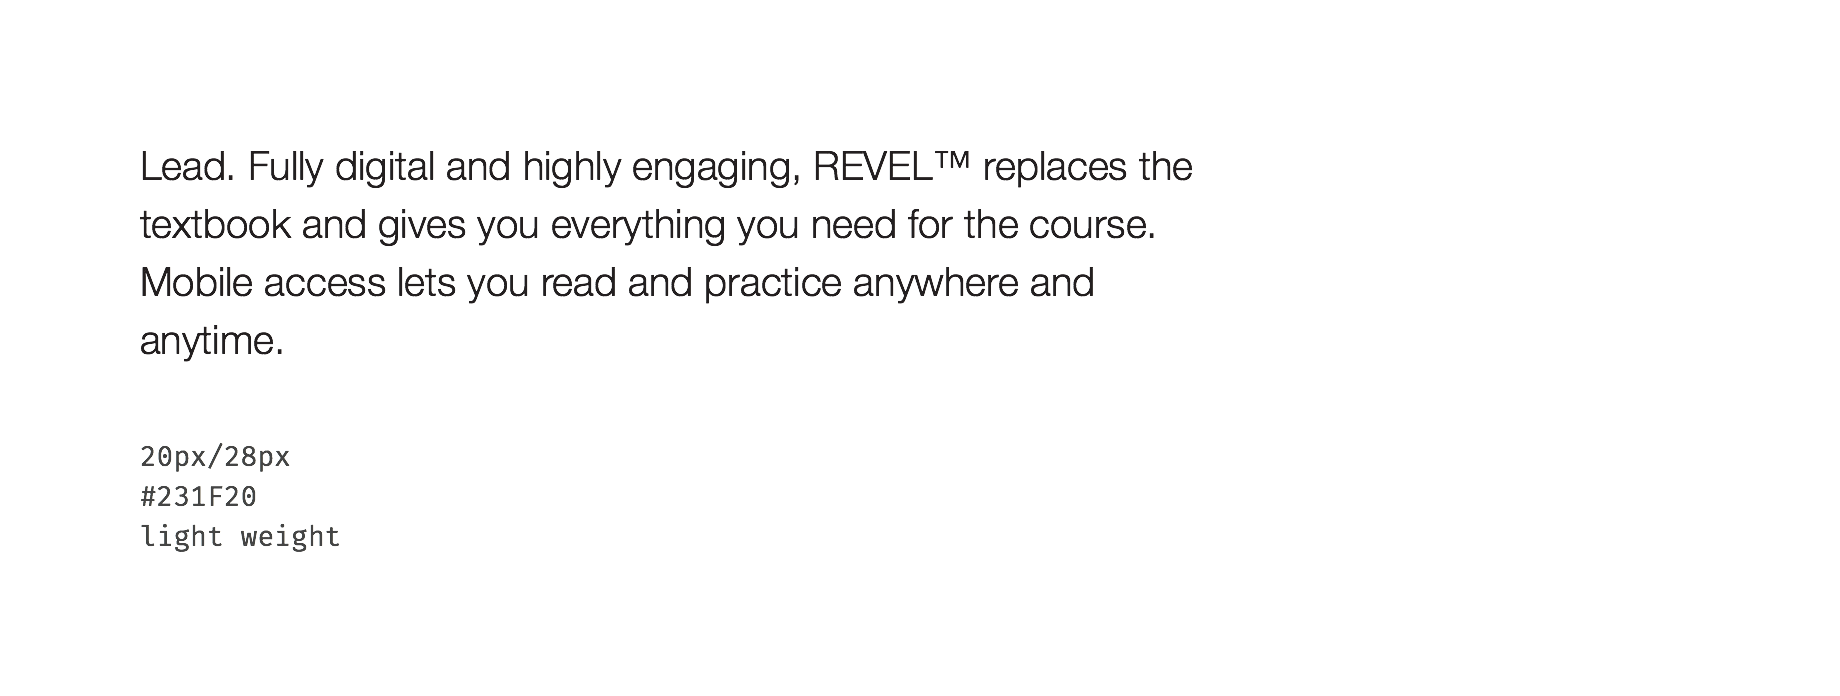 Lead. Fully digital and highly engaging, REVEL™ replaces the
textbook and gives you everything you need for the course.
Mobile access lets you read and practice anywhere and
anytime.
20px/28px
#231F20
light weight